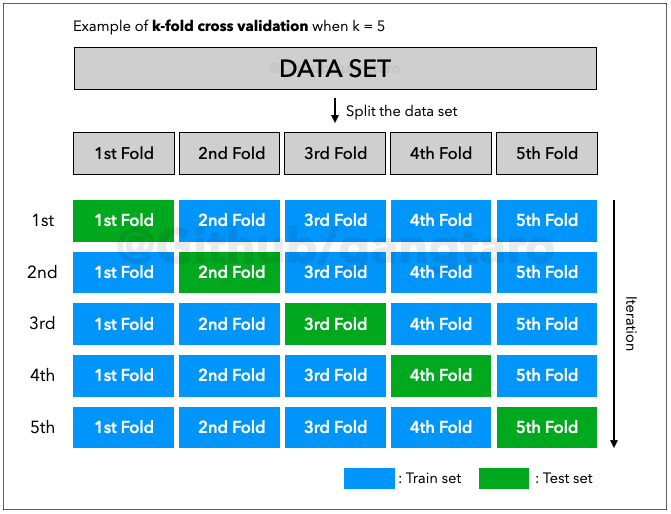 Example of k-fold cross validation when k = 5
DATA SET
Split the data set
1st Fold 2nd Fold 3rd Fold 4th Fold 5th Fold
1st 1st Fold 2nd Fold 3rd Fold 4th Fold 5th Fold
@Github/gangtaro
2nd 1st Fold 2nd Fold 3rd Fold 4th Fold 5th Fold
3rd 1st Fold 2nd Fold 3rd Fold 4th Fold 5th Fold
4th 1st Fold 2nd Fold 3rd Fold 4th Fold 5th Fold
5th 1st Fold 2nd Fold 3rd Fold 4th Fold 5th Fold
Iteration
: Train set : Test set